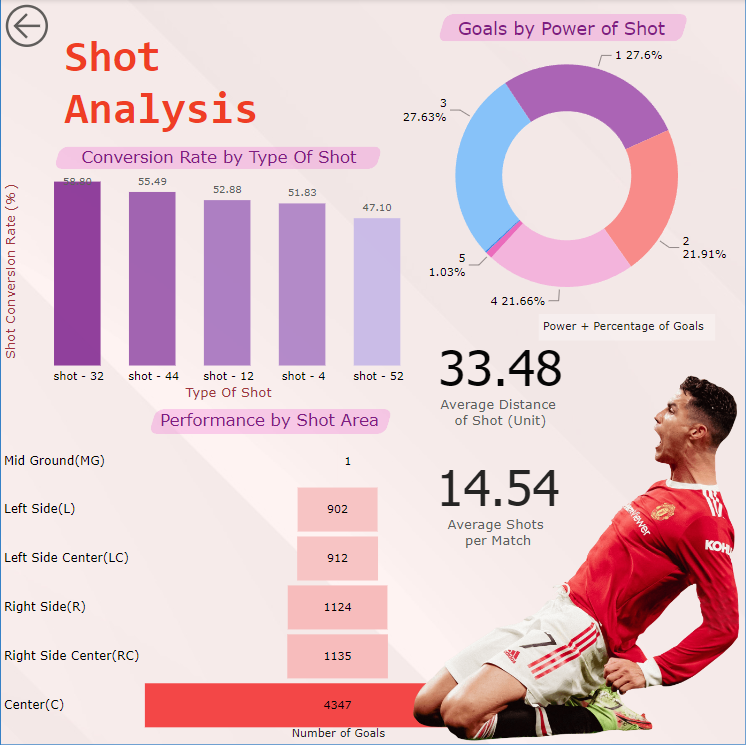 Shot
Analysis
Goals by Power of Shot
1 27.6%
3
27.63%
2
21.91%
5
1.03%
4 21.66%
Power + Percentage of Goals
Conversion Rate by Type Of Shot
Shot Conversion Rate (%)
58.80
55.49
52.88
51.83
47.10
shot - 32
shot - 44
shot - 12
shot - 4
shot - 52
Type Of Shot
33.48
Average Distance
of Shot (Unit)
14.54
Average Shots
per Match
Performance by Shot Area
Mid Ground(MG)
1
Left Side(L)
902
Left Side Center(LC)
912
Right Side(R)
1124
Right Side Center(RC)
1135
Center(C)
4347
Number of Goals
KOHL
7
adidas